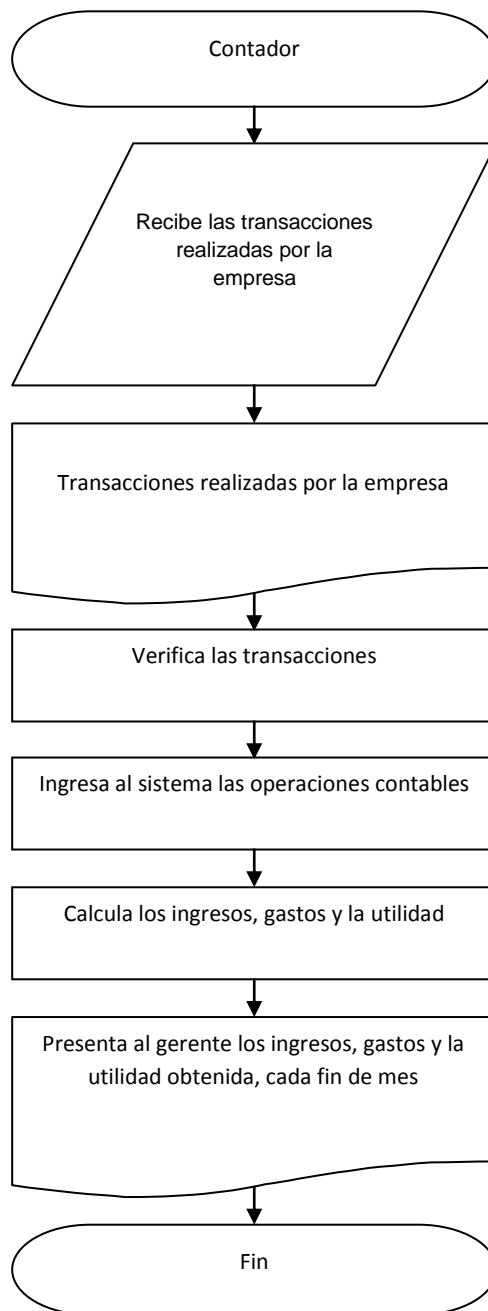 Contador
Recibe las transacciones
realizadas por la
empresa
Transacciones realizadas por la empresa
Verifica las transacciones
Ingresa al sistema las operaciones contables
Calcula los ingresos, gastos y la utilidad
Presenta al gerente los ingresos, gastos y la
utilidad obtenida, cada fin de mes
Fin